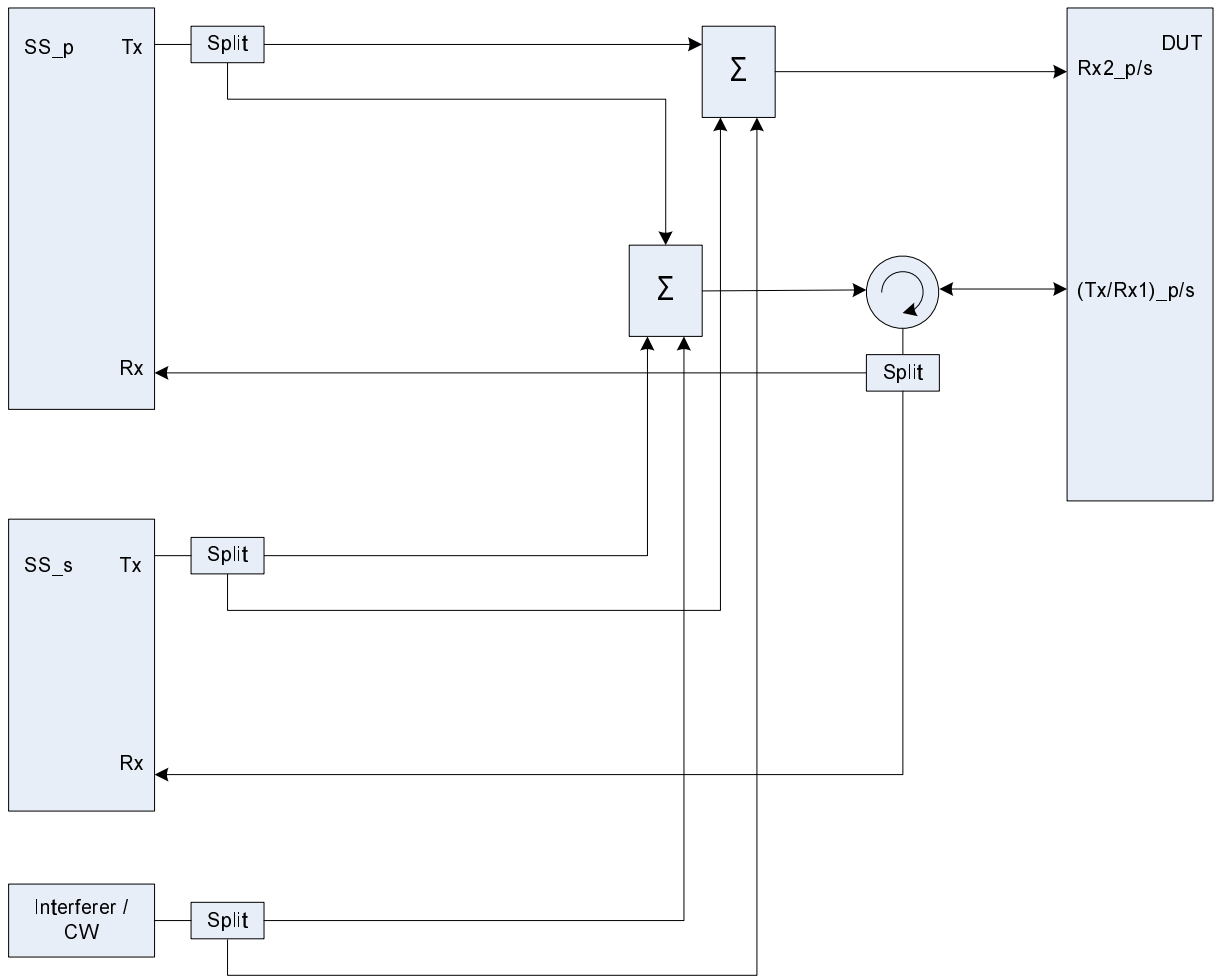 SS_p
Tx
Split
Σ
DUT
Rx2_p/s
Σ
(Tx/Rx1)_p/s
Rx
Split
SS_s
Tx
Split
Rx
Interferer /
CW
Split